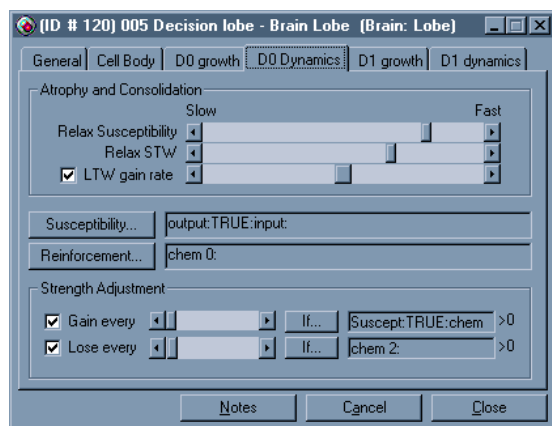 (ID # 120) 005 Decision lobe - Brain Lobe (Brain: Lobe)
General Cell Body D0 growth D0 Dynamics D1 growth D1 dynamics
Atrophy and Consolidation
Slow Fast
Relax Susceptibility
Relax STW
LTW gain rate
Susceptibility... output:TRUE:input:
Reinforcement... chem 0:
Strength Adjustment
Gain every If... Suscept:TRUE:chem >0
Lose every If... chem 2: >0
Notes Cancel Close